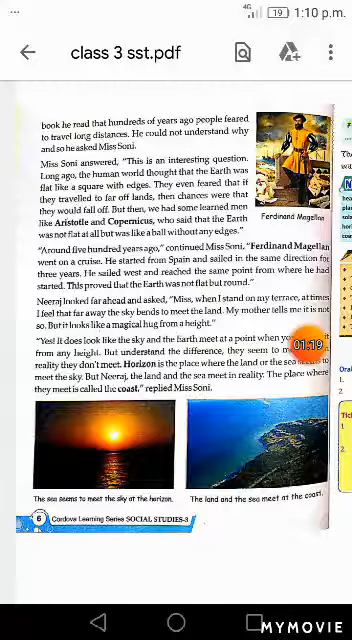 4G 19 1:10 p.m.
class 3 sst.pdf
book he read that hundreds of years ago people feared
to travel long distances. He could not understand why
and so he asked Miss Soni.
Miss Soni answered, "This is an interesting question.
Long ago, the human world thought that the Earth was
flat like a square with edges. They even feared that if
they travelled to far off lands, then chances were that
they would fall off. But then, we had some learned men
like Aristotle and Copernicus, who said that the Earth
was not flat at all but was like a ball without any edges."
Ferdinand Magellan
"Around five hundred years ago," continued Miss Soni, "Ferdinand Magellan
went on a cruise. He started from Spain and sailed in the same direction for
three years. He sailed west and reached the same point from where he had
started. This proved that the Earth was not flat but round."
Neeraj looked far ahead and asked, "Miss, when I stand on my terrace, at times
I feel that far away the sky bends to meet the land. My mother tells me it is not
so. But it looks like a magical hug from a height."
"Yes! It does look like the sky and the Earth meet at a point when it
from any height. But understand the difference, they seem to
reality they don't meet. Horizon is the place where the land or the sea to
meet the sky. But Neeraj, the land and the sea meet in reality. The place where
they meet is called the coast," replied Miss Soni.
01:19
The sea seems to meet the sky at the horizon.
The land and the sea meet at the coast.
6 Cordova Learning Series SOCIAL STUDIES-3
1.
2.
1
2.
MYMOVIE